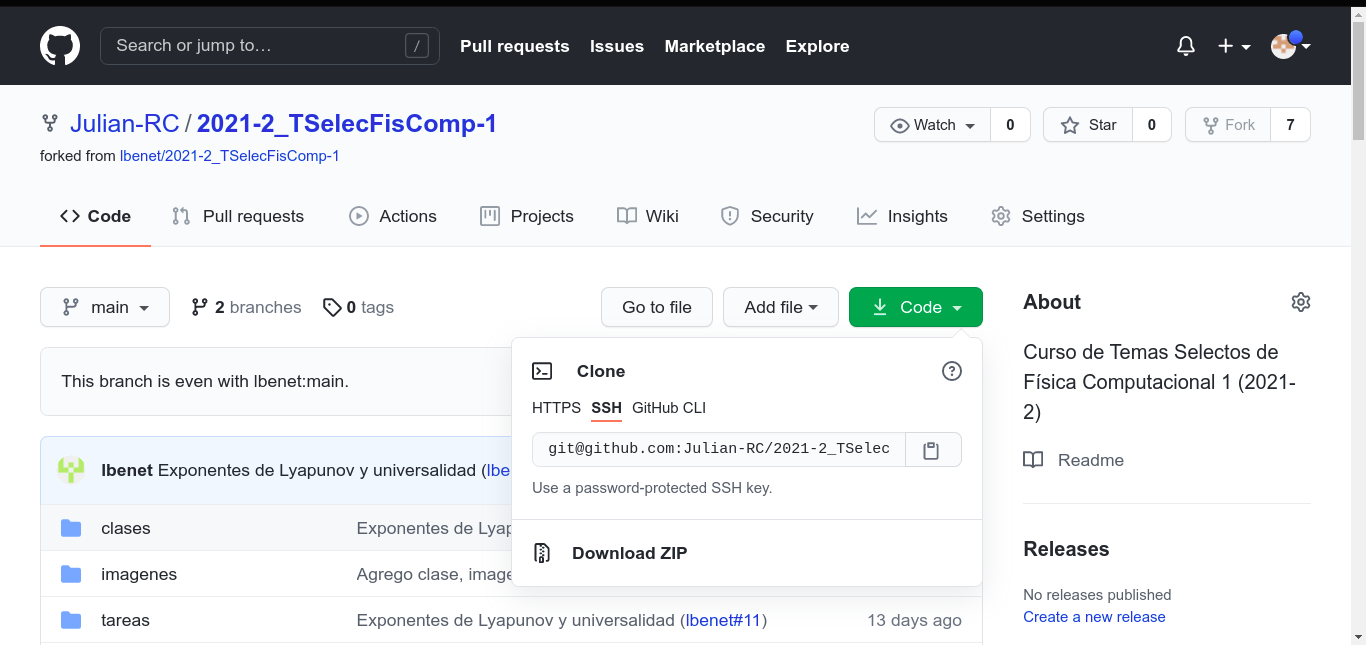 Search or jump to… /
Pull requests Issues Marketplace Explore
Julian-RC / 2021-2_TSelecFisComp-1
forked from lbenet/2021-2_TSelecFisComp-1
Watch 0 Star 0 Fork 7
Code Pull requests Actions Projects Wiki Security Insights Settings
main 2 branches 0 tags
Go to file Add file Code
This branch is even with lbenet:main.
lbenet Exponentes de Lyapunov y universalidad (lbe
clases Exponentes de Lyap
imagenes Agrego clase, image
tareas Exponentes de Lyapunov y universalidad (lbenet#11) 13 days ago
Clone
HTTPS SSH GitHub CLI
git@github.com:Julian-RC/2021-2_TSelec
Use a password-protected SSH key.
Download ZIP
About
Curso de Temas Selectos de
Física Computacional 1 (2021-
2)
Readme
Releases
No releases published
Create a new release